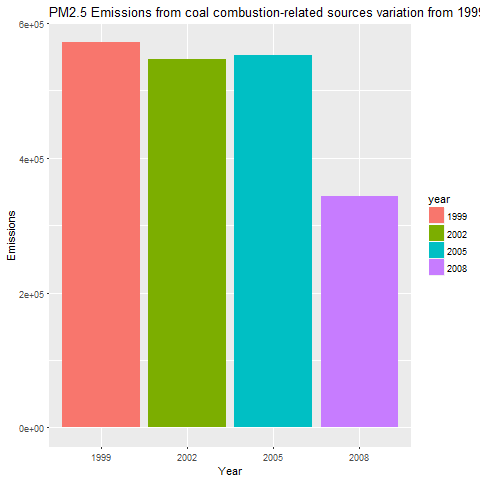 PM2.5 Emissions from coal combustion-related sources variation from 1999
6e+05
4e+05
2e+05
0e+00
Emissions
1999
2002
2005
2008
Year
year
1999
2002
2005
2008